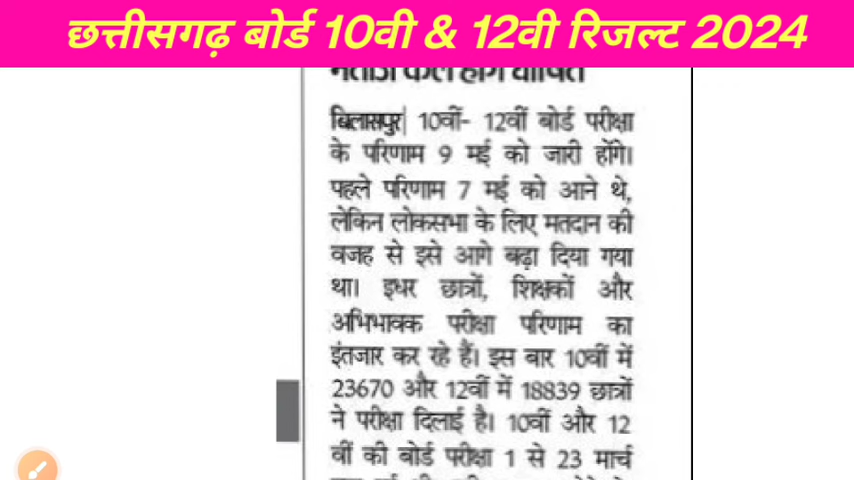 छत्तीसगढ़ बोर्ड 10वी & 12वी रिजल्ट 2024
बिलासपुर| 10वीं- 12वीं बोर्ड परीक्षा
के परिणाम 9 मई को जारी होंगे।
पहले परिणाम 7 मई को आने थे,
लेकिन लोकसभा के लिए मतदान की
वजह से इसे आगे बढ़ा दिया गया
था। इधर छात्रों, शिक्षकों और
अभिभावक परीक्षा परिणाम का
इंतजार कर रहे हैं। इस बार 10वीं में
23670 और 12वीं में 18839 छात्रों
ने परीक्षा दिलाई है। 10वीं और 12
वीं की बोर्ड परीक्षा 1 से 23 मार्च